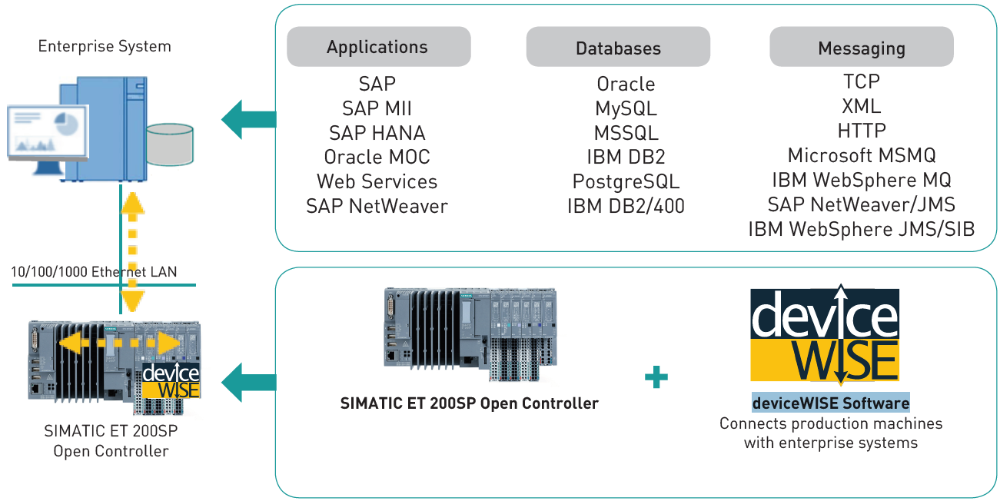 Enterprise System
10/100/1000 Ethernet LAN
device
WISE
SIMATIC ET 200SP
Open Controller
Applications
SAP
SAP MII
SAP HANA
Oracle MOC
Web Services
SAP NetWeaver
Databases
Oracle
MySQL
MSSQL
IBM DB2
PostgreSQL
IBM DB2/400
Messaging
TCP
XML
HTTP
Microsoft MSMQ
IBM WebSphere MQ
SAP NetWeaver/JMS
IBM WebSphere JMS/SIB
SIMATIC ET 200SP Open Controller
+
device
WISE
deviceWISE Software
Connects production machines
with enterprise systems